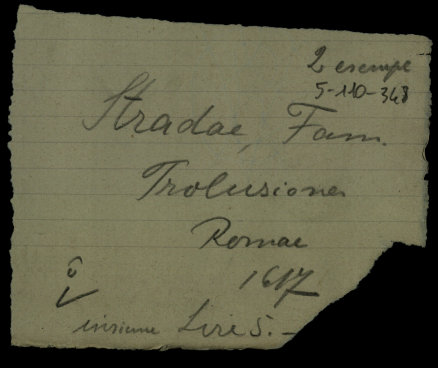 2 esempl
5-110-348
Stradae, Fam.
Prolusiones
Romae
1617
insieme Lire 5.-